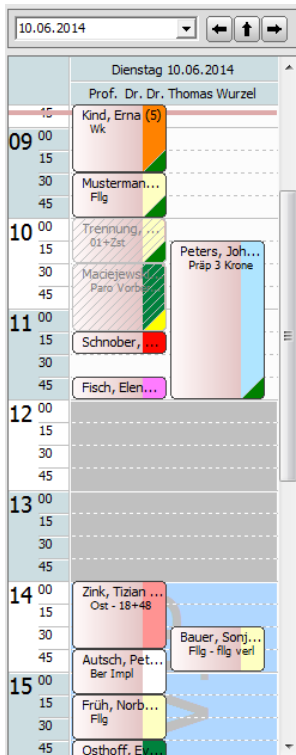 10.06.2014
Dienstag 10.06.2014
Prof. Dr. Dr. Thomas Wurzel
45
Kind, Erna (5)
Wk
09 00
15
30
Musterman...
Fllg
45
10 00
Trennung, ...
01+Zst
15
Peters, Joh...
Präp 3 Krone
30
Maciejews...
Paro Vorbe...
45
11 00
15
Schnober, ...
30
45
Fisch, Elen...
12 00
15
30
45
13 00
15
30
45
14 00
Zink, Tizian ...
Ost - 18+48
15
30
Bauer, Sonj...
Fllg - fllg verl
45
Autsch, Pet...
Ber Impl
15 00
15
Früh, Norb...
Fllg
30
45
Osthoff, Ev...